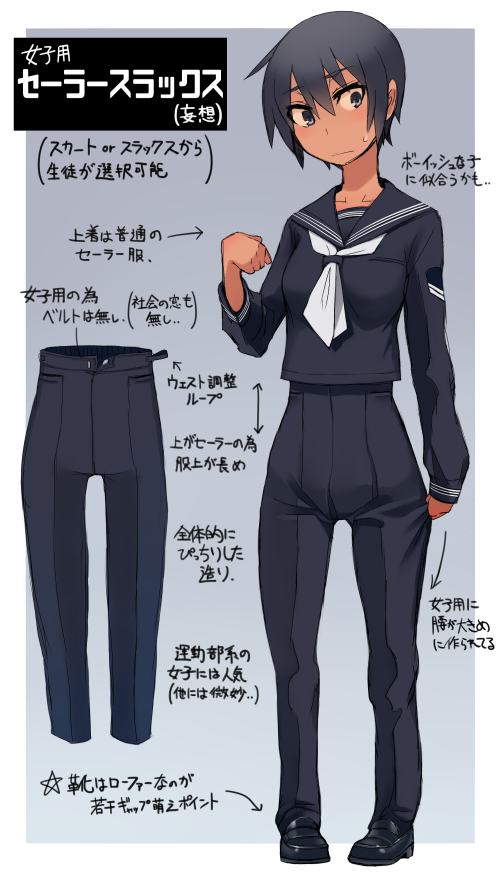 女子用
セーラースラックス
(妄想)
(スカート or スラックスから
生徒が選択可能)
ボーイッシュな子
に似合うかも..
上着は普通の
セーラー服、
女子用の為
ベルトは無し.
(社会の窓も
無し..)
ウェスト調整
ループ
上がセーラーの為
股上が長め
全体的に
ぴっちりした
造り.
女子用に
腰が大きめ
に作られてる
運動部系の
女子には人気
(他には微妙..)
☆靴はローファーなのが
若干ギャップ萌えポイント